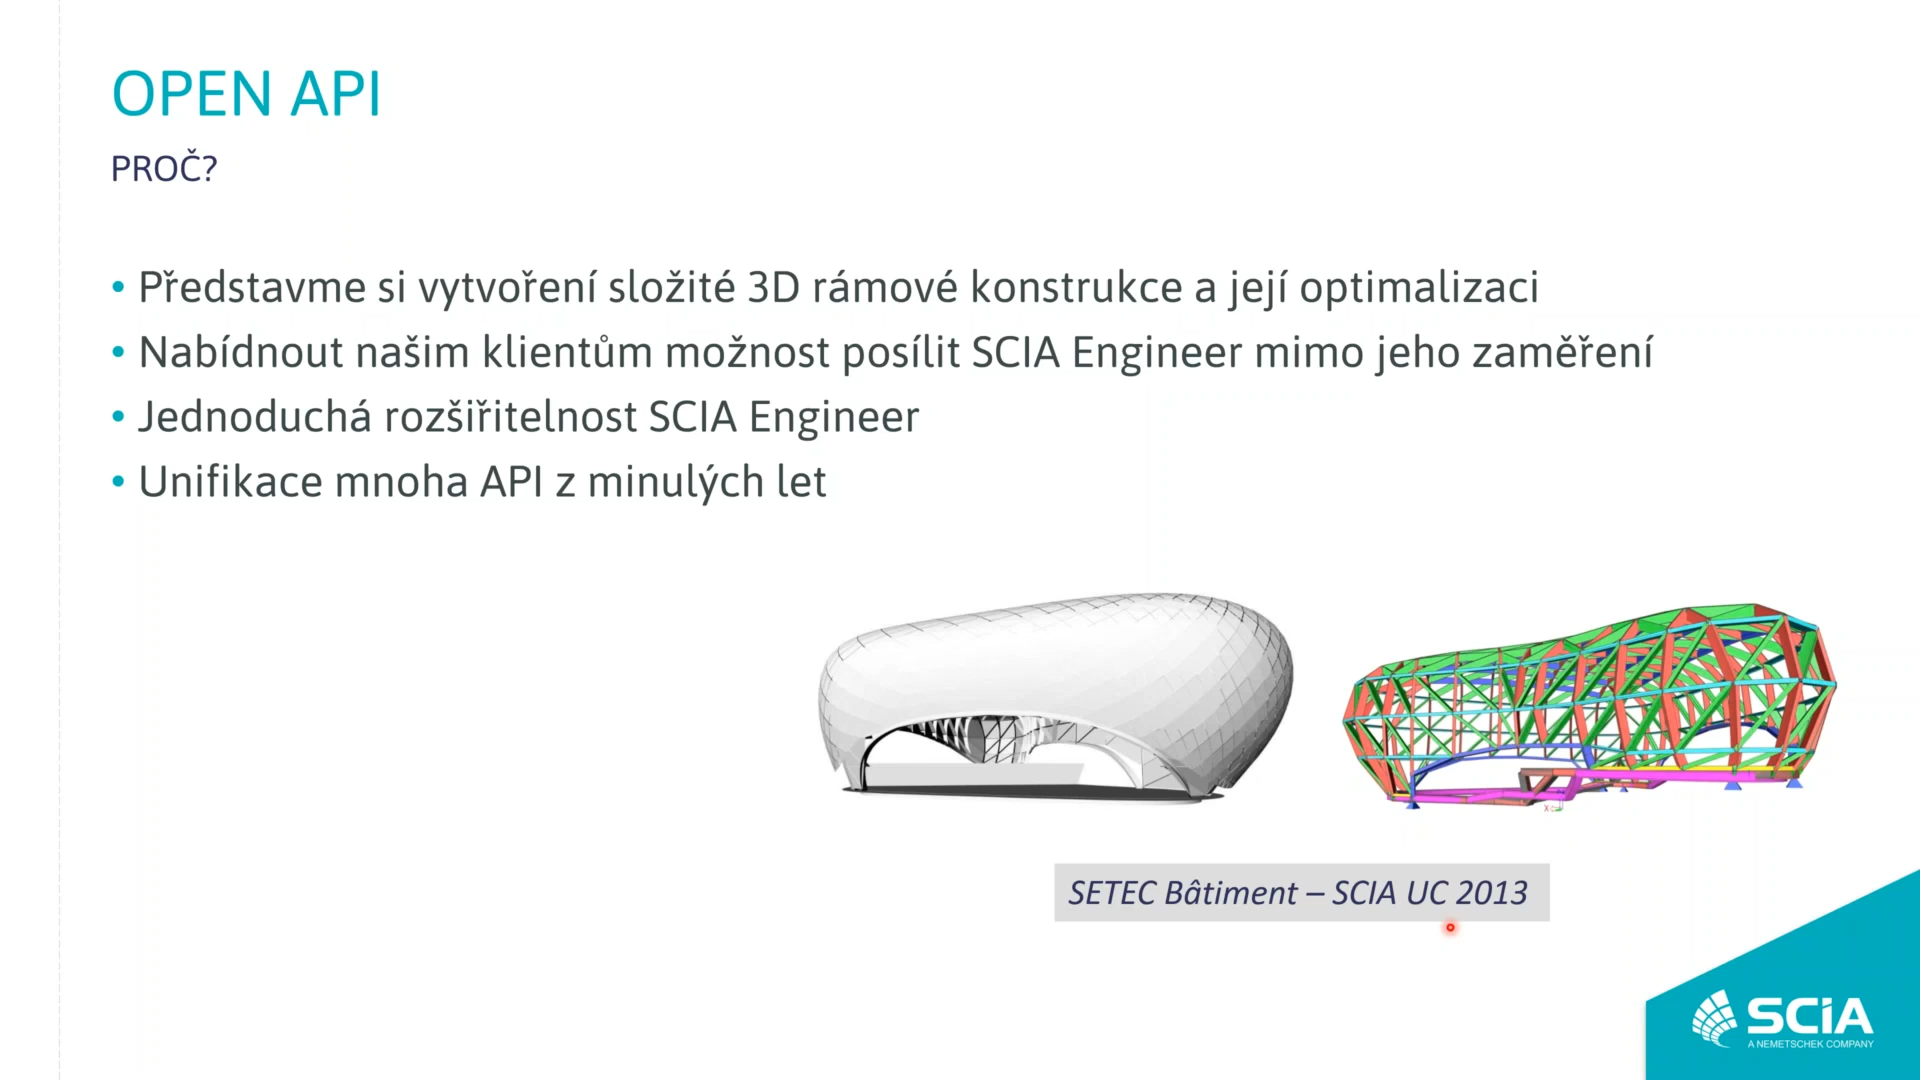 OPEN API
PROČ?
• Představme si vytvoření složité 3D rámové konstrukce a její optimalizaci
• Nabídnout našim klientům možnost posílit SCIA Engineer mimo jeho zaměření
• Jednoduchá rozšiřitelnost SCIA Engineer
• Unifikace mnoha API z minulých let
SETEC Bâtiment – SCIA UC 2013
SCIA
A NEMETSCHEK COMPANY